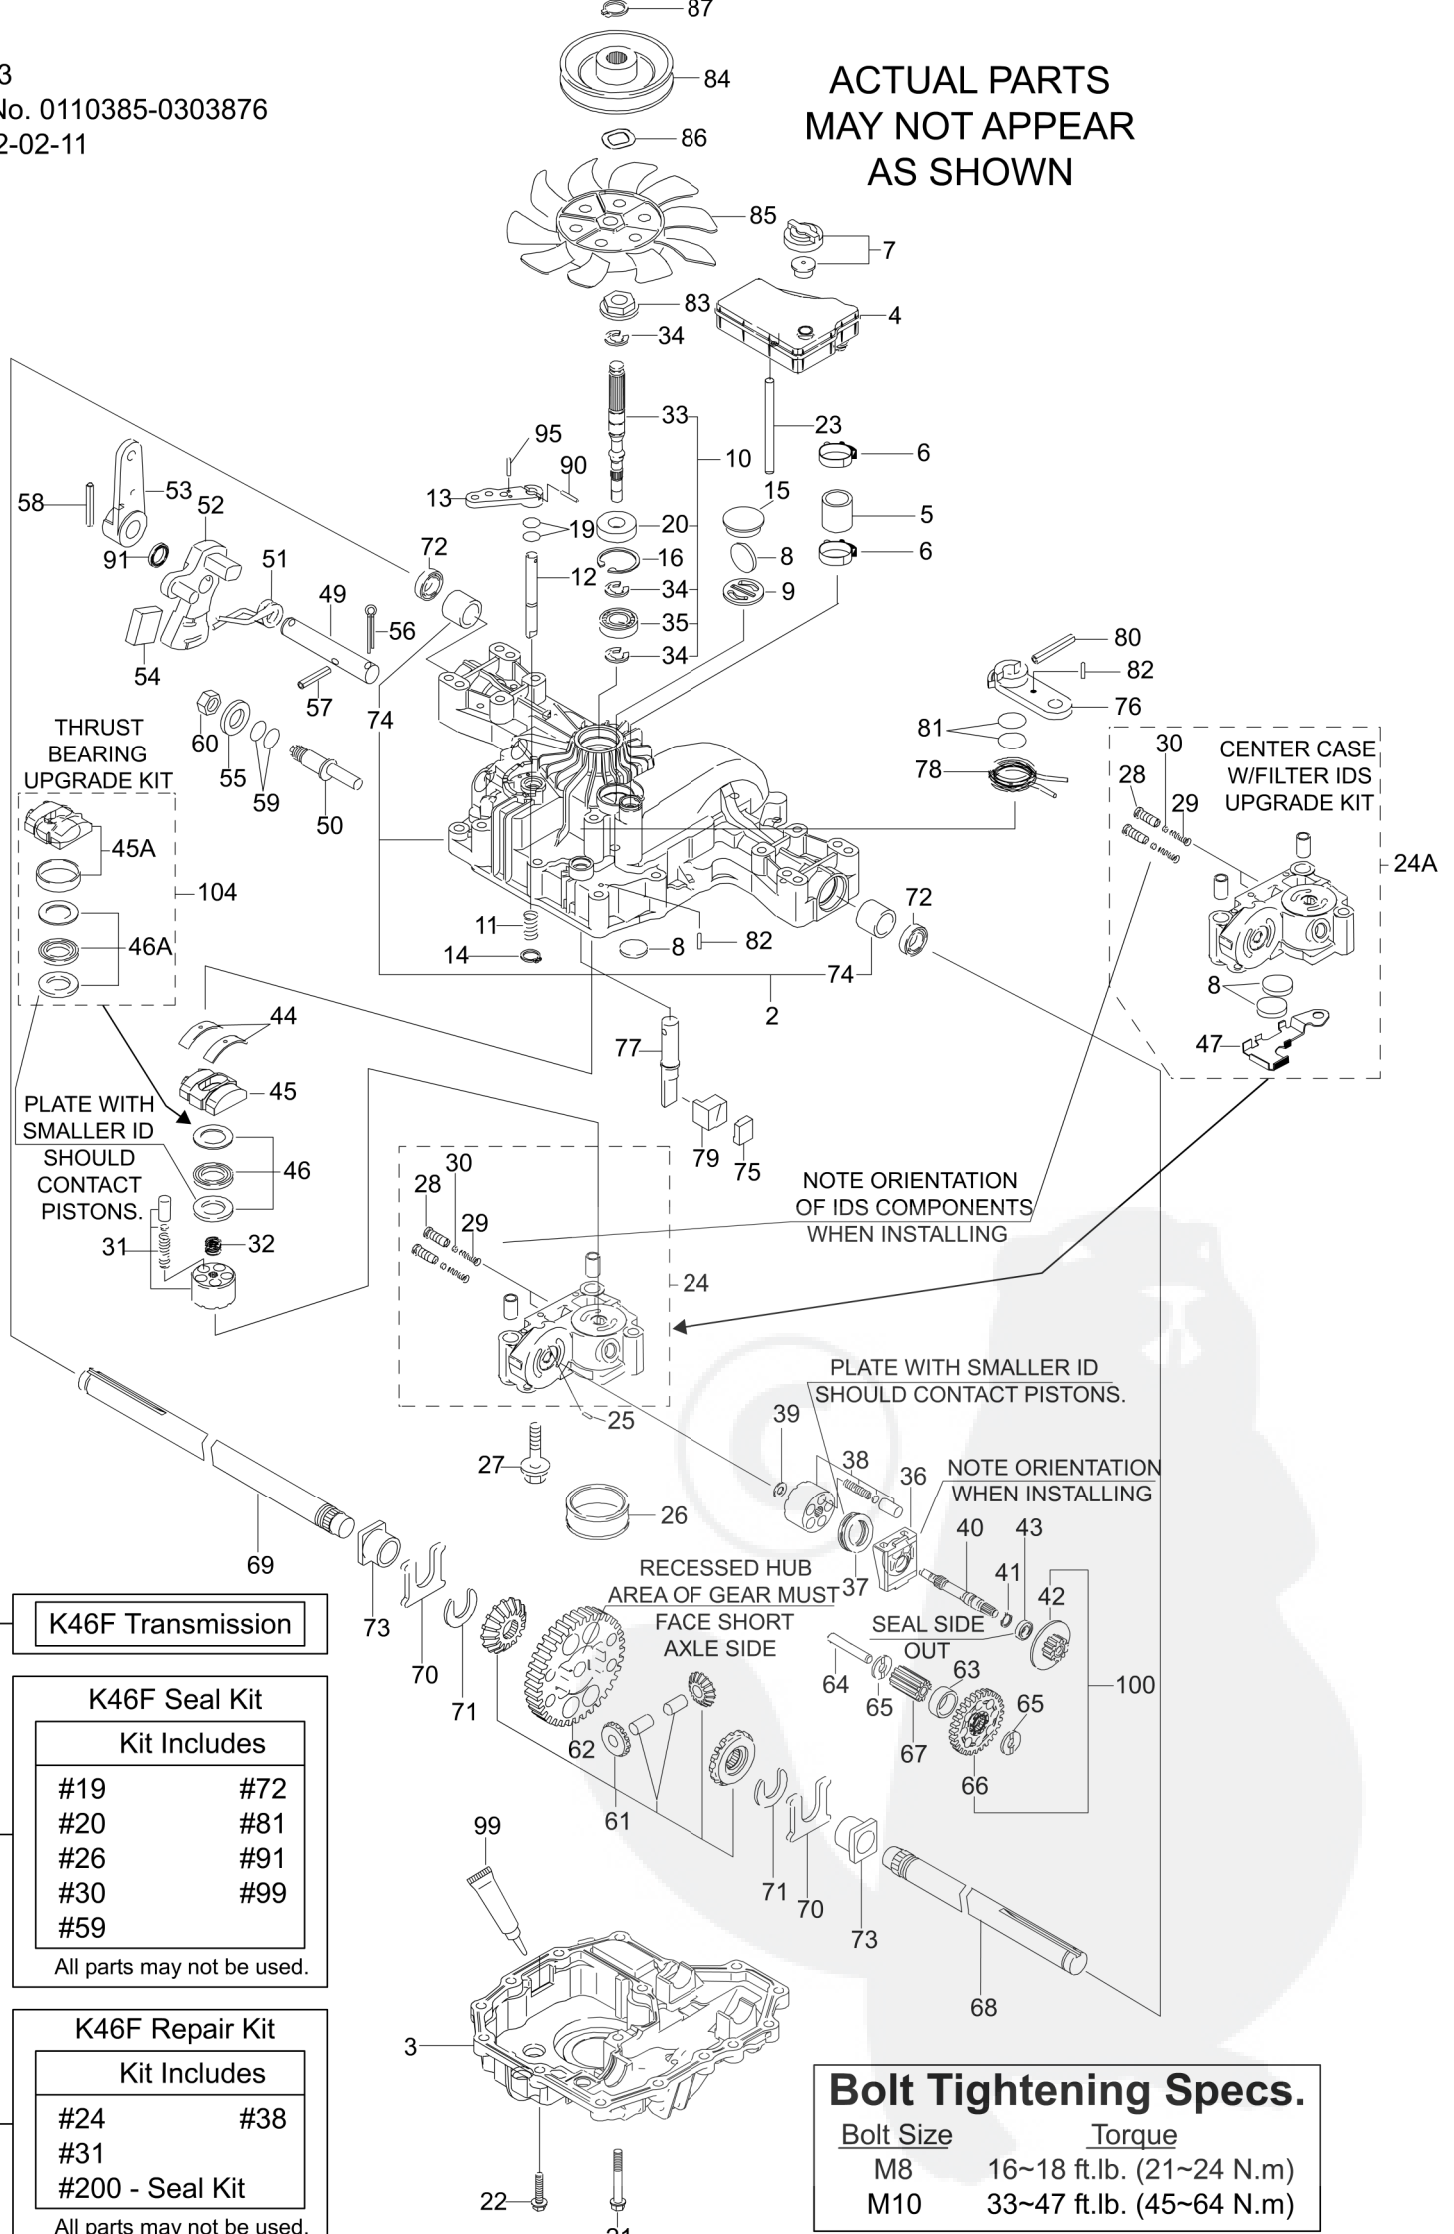 87
84
3
No. 0110385-0303876
2-02-11
ACTUAL PARTS
MAY NOT APPEAR
AS SHOWN
86
85
7
83
4
34
33
23
95
10
6
90
58
53
52
13
15
19
20
5
72
91
51
16
8
6
12
49
34
9
56
35
54
80
34
82
57
74
76
THRUST
BEARING
UPGRADE KIT
60
55
81
30
CENTER CASE
W/FILTER IDS
UPGRADE KIT
59
78
28
29
50
45A
24A
104
72
46A
11
82
14
8
74
8
2
44
77
47
45
PLATE WITH
SMALLER ID
SHOULD
CONTACT
PISTONS.
79
75
46
30
NOTE ORIENTATION
OF IDS COMPONENTS
WHEN INSTALLING
28
29
31
32
24
PLATE WITH SMALLER ID
SHOULD CONTACT PISTONS.
25
39
27
38
36
NOTE ORIENTATION
WHEN INSTALLING
26
40
43
69
RECESSED HUB
AREA OF GEAR MUST
FACE SHORT
AXLE SIDE
37
41
42
K46F Transmission
73
SEAL SIDE
OUT
70
64
63
65
100
71
65
K46F Seal Kit
Kit Includes
#19 #72
#20 #81
#26 #91
#30 #99
#59
All parts may not be used.
62
67
66
61
99
71
70
73
68
K46F Repair Kit
Kit Includes
#24 #38
#31
#200 - Seal Kit
All parts may not be used.
3
22
Bolt Tightening Specs.
Bolt Size Torque
M8 16~18 ft.lb. (21~24 N.m)
M10 33~47 ft.lb. (45~64 N.m)